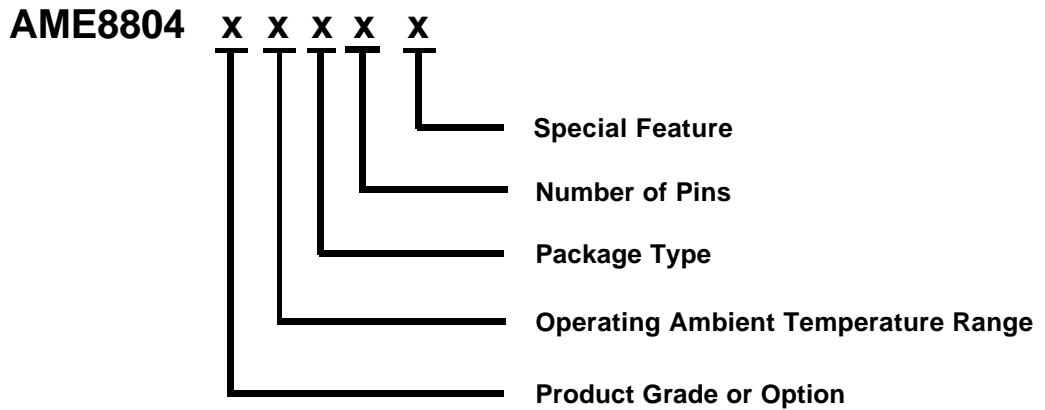 AME8804 x x x x x
Special Feature
Number of Pins
Package Type
Operating Ambient Temperature Range
Product Grade or Option